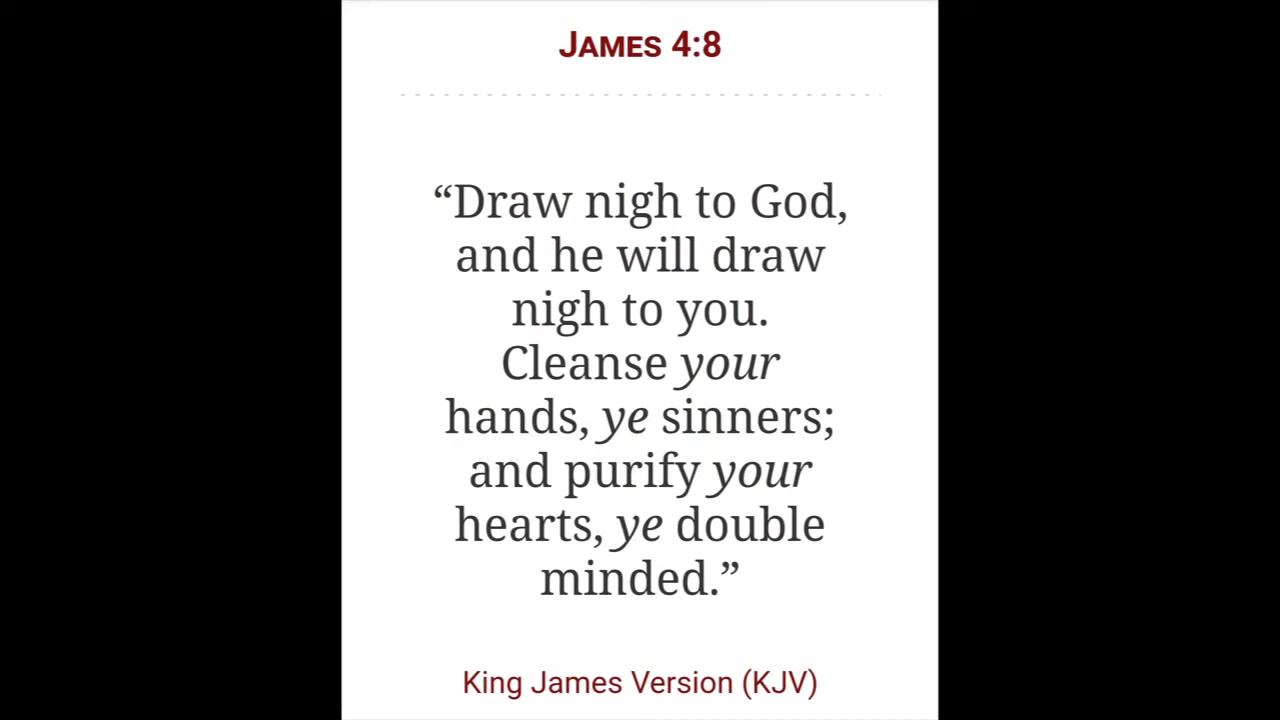 JAMES 4:8
“Draw nigh to God,
and he will draw
nigh to you.
Cleanse your
hands, ye sinners;
and purify your
hearts, ye double
minded.”
King James Version (KJV)